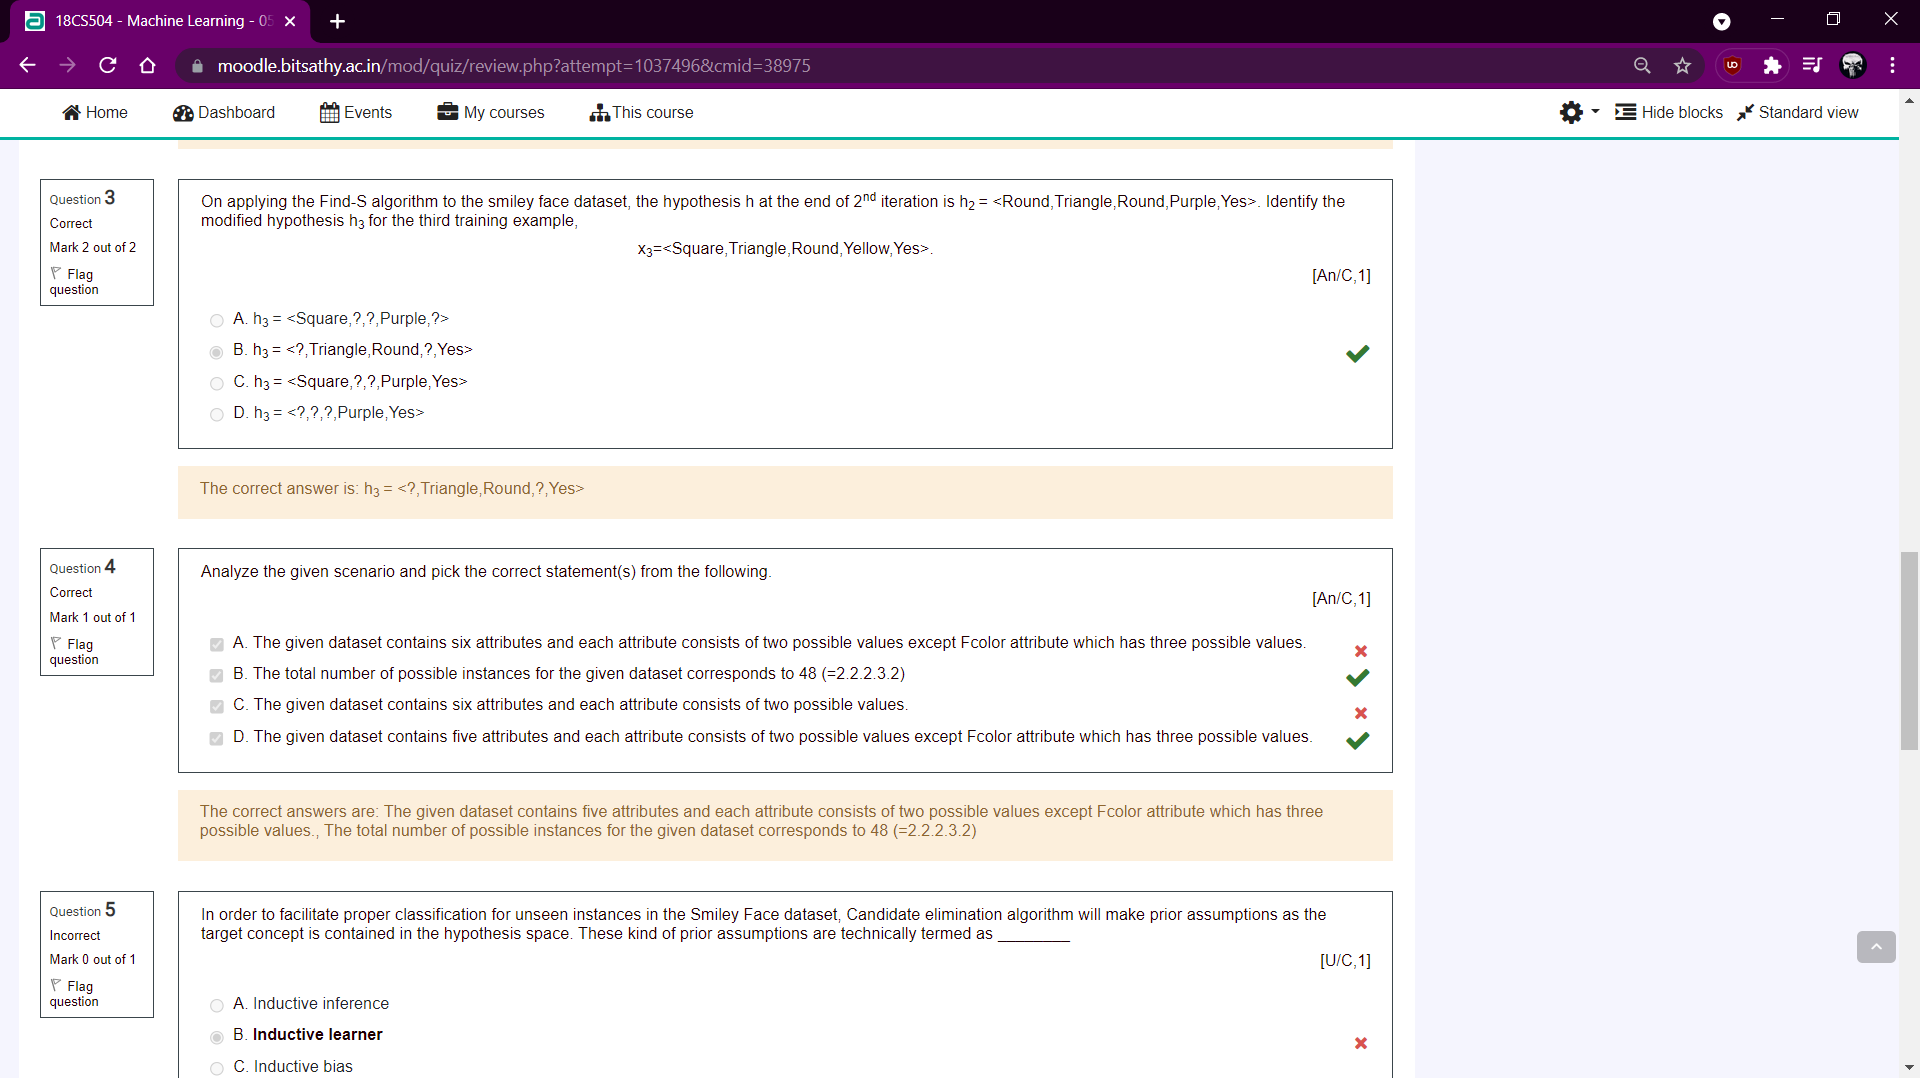 18CS504 - Machine Learning - 05
moodle.bitsathy.ac.in/mod/quiz/review.php?attempt=1037496&cmid=38975
Home Dashboard Events My courses This course Hide blocks Standard view
Question 3
Correct
Mark 2 out of 2
Flag
question
On applying the Find-S algorithm to the smiley face dataset, the hypothesis h at the end of 2nd iteration is h2 = <Round,Triangle,Round,Purple,Yes>. Identify the
modified hypothesis h3 for the third training example,
x3=<Square,Triangle,Round,Yellow,Yes>.
[An/C,1]
A. h3 = <Square,?,?,Purple,?>
B. h3 = <?,Triangle,Round,?,Yes>
C. h3 = <Square,?,?,Purple,Yes>
D. h3 = <?,?,?,Purple,Yes>
The correct answer is: h3 = <?,Triangle,Round,?,Yes>
Question 4
Correct
Mark 1 out of 1
Flag
question
Analyze the given scenario and pick the correct statement(s) from the following.
[An/C,1]
A. The given dataset contains six attributes and each attribute consists of two possible values except Fcolor attribute which has three possible values.
B. The total number of possible instances for the given dataset corresponds to 48 (=2.2.2.3.2)
C. The given dataset contains six attributes and each attribute consists of two possible values.
D. The given dataset contains five attributes and each attribute consists of two possible values except Fcolor attribute which has three possible values.
The correct answers are: The given dataset contains five attributes and each attribute consists of two possible values except Fcolor attribute which has three
possible values., The total number of possible instances for the given dataset corresponds to 48 (=2.2.2.3.2)
Question 5
Incorrect
Mark 0 out of 1
Flag
question
In order to facilitate proper classification for unseen instances in the Smiley Face dataset, Candidate elimination algorithm will make prior assumptions as the
target concept is contained in the hypothesis space. These kind of prior assumptions are technically termed as ________
[U/C,1]
A. Inductive inference
B. Inductive learner
C. Inductive bias